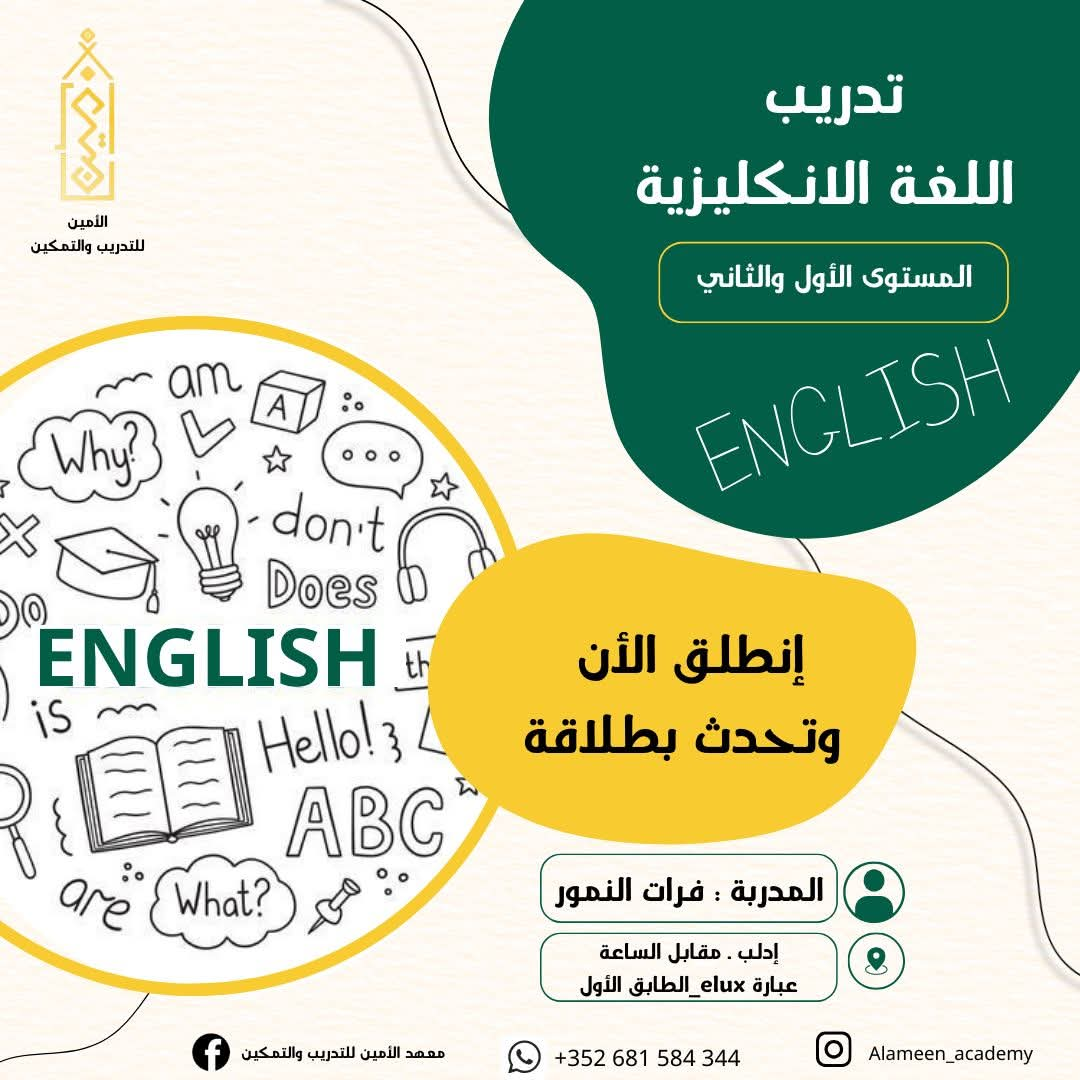 الأمين
للتدريب والتمكين
تدريب
اللغة الانكليزية
المستوى الأول والثاني
ENGLISH
am
A
Why?
don't
Does
Do
ENGLISH
th
is
Hello!
ABC
are
What?
إنطلق الأن
وتحدث بطلاقة
المدربة : فرات النمور
إدلب . مقابل الساعة
عبارة elux_الطابق الأول
معهد الأمين للتدريب والتمكين
+352 681 584 344
Alameen_academy